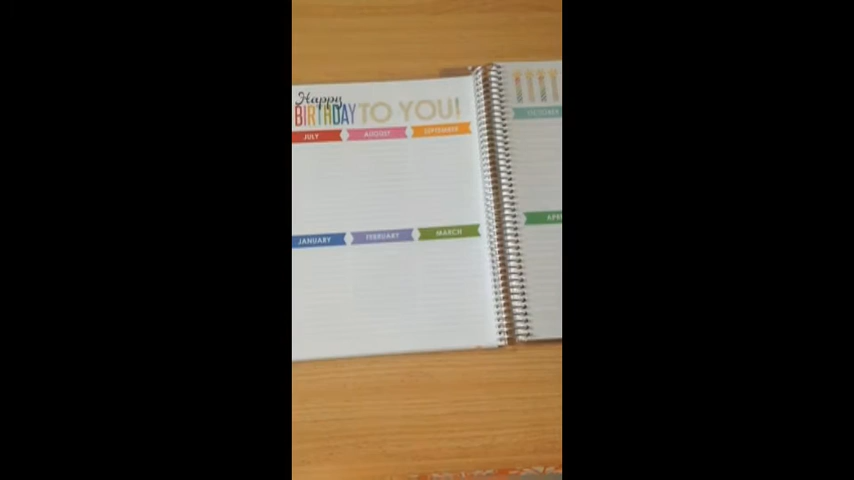 Happy
BIRTHDAY TO YOU!
JULY AUGUST SEPTEMBER OCTOBER
JANUARY FEBRUARY MARCH